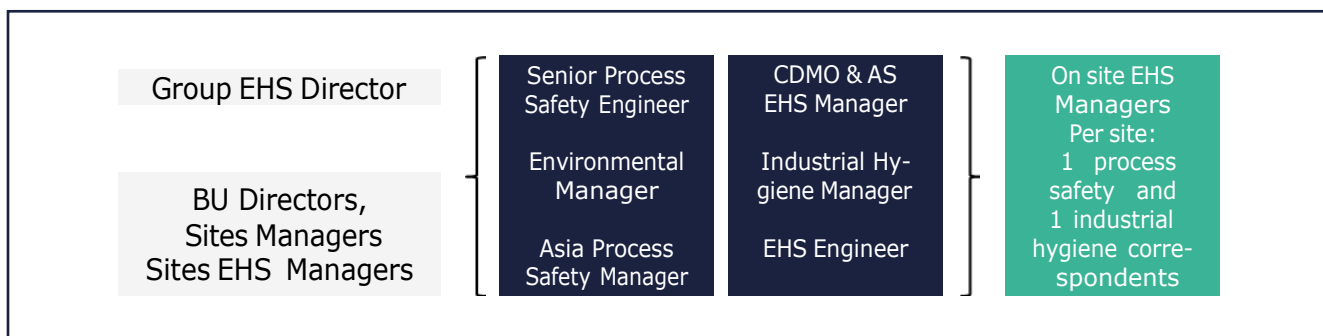 Group EHS Director
BU Directors,
Sites Managers
Sites EHS Managers
Senior Process
Safety Engineer
Environmental
Manager
Asia Process
Safety Manager
CDMO & AS
EHS Manager
Industrial Hy-
giene Manager
EHS Engineer
On site EHS
Managers
Per site:
1 process
safety and
1 industrial
hygiene corre-
spondents